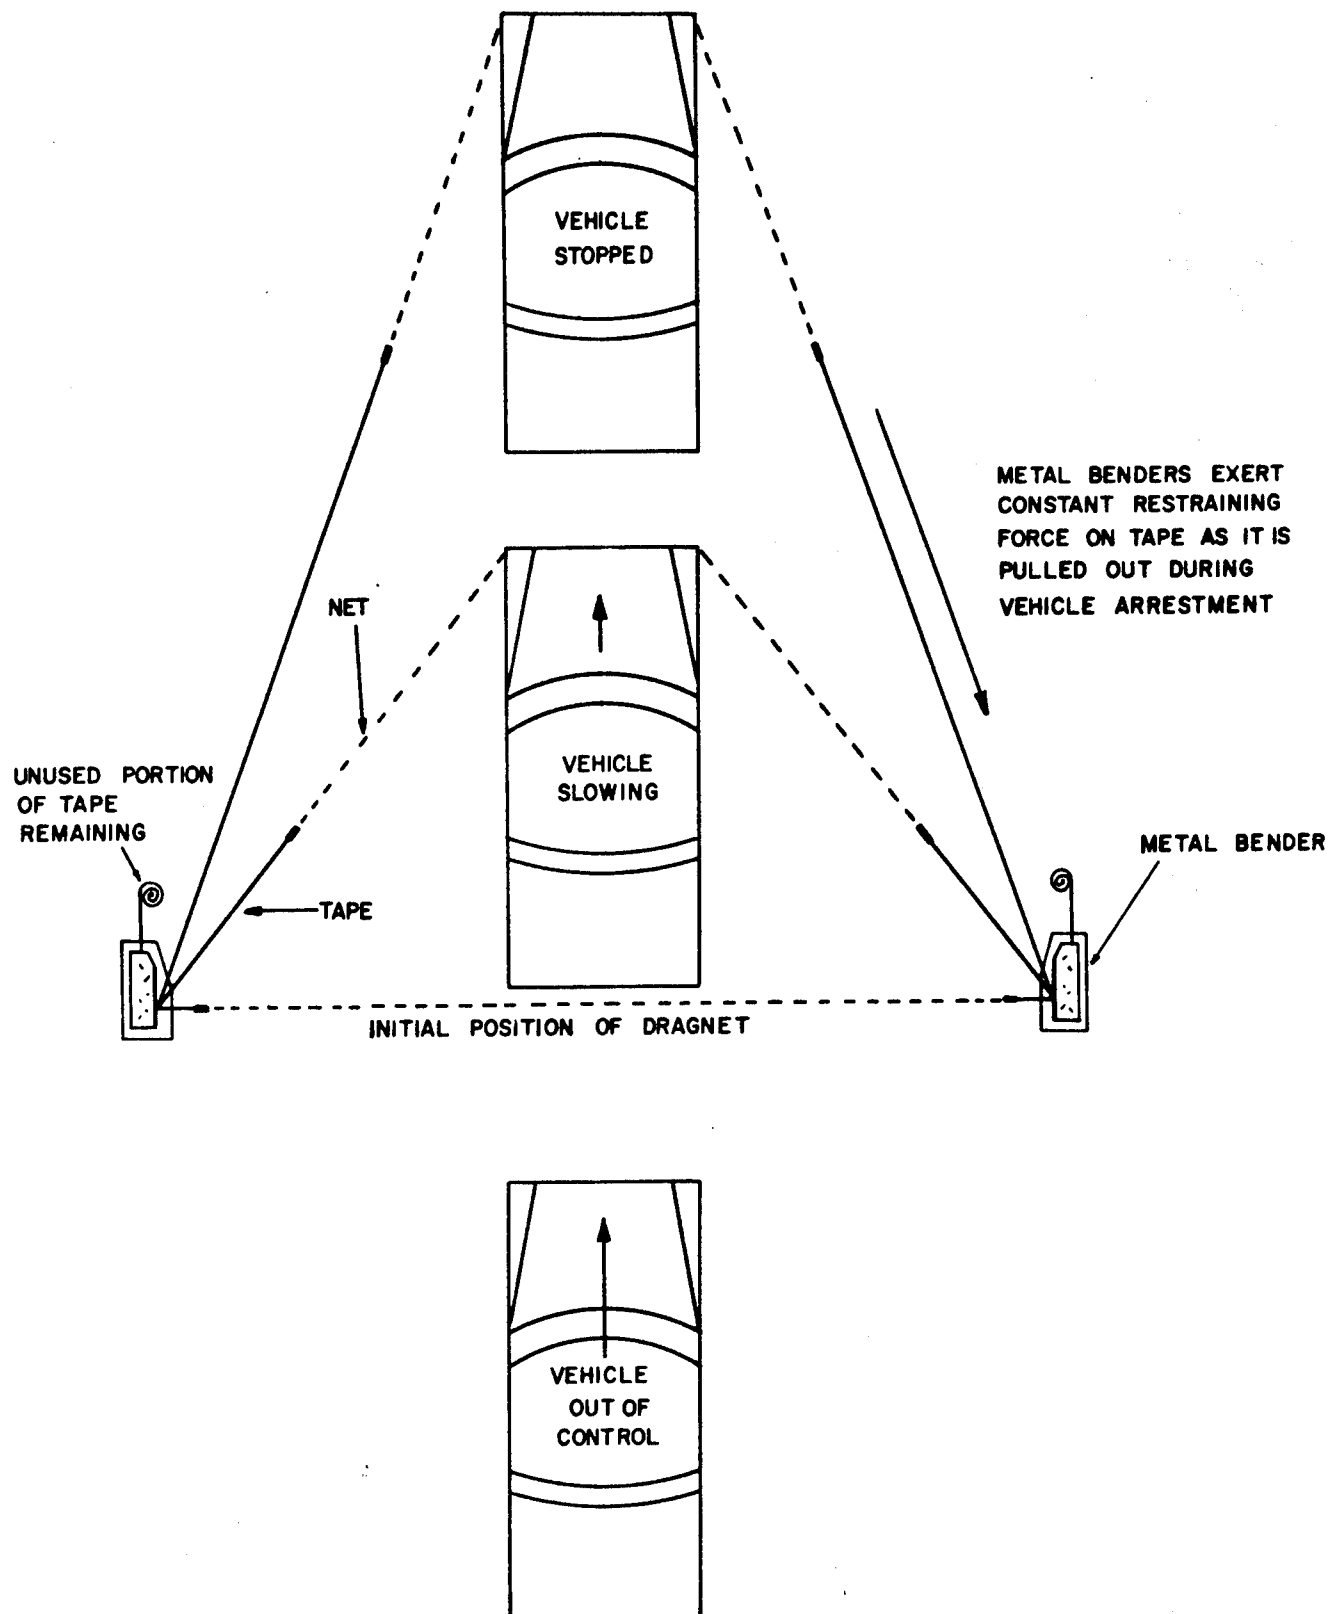 VEHICLE
STOPPED
METAL BENDERS EXERT
CONSTANT RESTRAINING
FORCE ON TAPE AS IT IS
PULLED OUT DURING
VEHICLE ARRESTMENT
NET
VEHICLE
SLOWING
UNUSED PORTION
OF TAPE
REMAINING
METAL BENDER
TAPE
INITIAL POSITION OF DRAGNET
VEHICLE
OUT OF
CONTROL